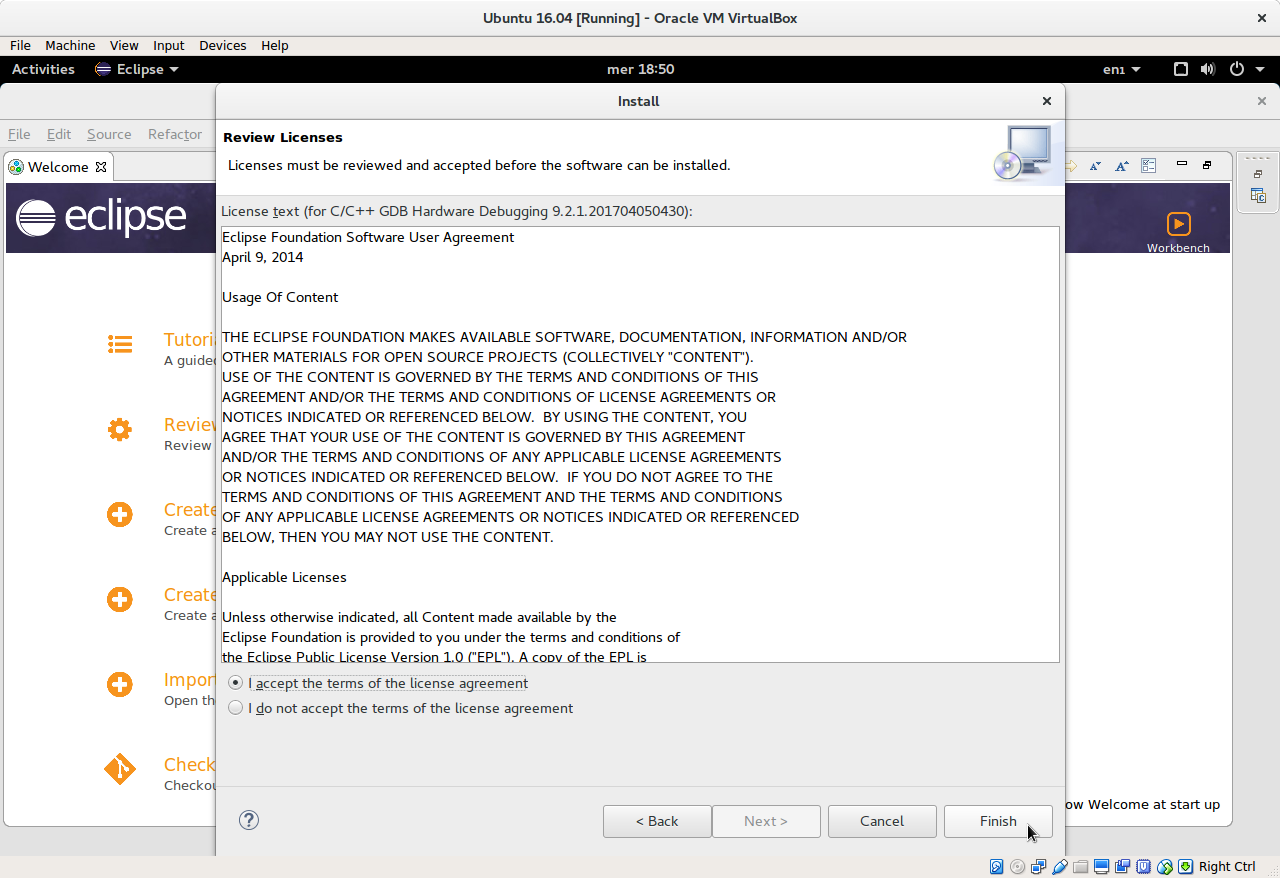 Ubuntu 16.04 [Running] - Oracle VM VirtualBox
File Machine View Input Devices Help
Activities Eclipse mer 18:50 en1
Install
File Edit Source Refactor
Review Licenses
Licenses must be reviewed and accepted before the software can be installed.
Welcome
eclipse
Workbench
License text (for C/C++ GDB Hardware Debugging 9.2.1.201704050430):
Eclipse Foundation Software User Agreement
April 9, 2014
Usage Of Content
THE ECLIPSE FOUNDATION MAKES AVAILABLE SOFTWARE, DOCUMENTATION, INFORMATION AND/OR
OTHER MATERIALS FOR OPEN SOURCE PROJECTS (COLLECTIVELY "CONTENT").
USE OF THE CONTENT IS GOVERNED BY THE TERMS AND CONDITIONS OF THIS
AGREEMENT AND/OR THE TERMS AND CONDITIONS OF LICENSE AGREEMENTS OR
NOTICES INDICATED OR REFERENCED BELOW.  BY USING THE CONTENT, YOU
AGREE THAT YOUR USE OF THE CONTENT IS GOVERNED BY THIS AGREEMENT
AND/OR THE TERMS AND CONDITIONS OF ANY APPLICABLE LICENSE AGREEMENTS
OR NOTICES INDICATED OR REFERENCED BELOW.  IF YOU DO NOT AGREE TO THE
TERMS AND CONDITIONS OF THIS AGREEMENT AND THE TERMS AND CONDITIONS
OF ANY APPLICABLE LICENSE AGREEMENTS OR NOTICES INDICATED OR REFERENCED
BELOW, THEN YOU MAY NOT USE THE CONTENT.
Applicable Licenses
Unless otherwise indicated, all Content made available by the
Eclipse Foundation is provided to you under the terms and conditions of
the Eclipse Public License Version 1.0 ("EPL"). A copy of the EPL is
I accept the terms of the license agreement
I do not accept the terms of the license agreement
Tutori
A guide
Review
Review
Create
Create a
Create
Create a
Import
Open th
Check
Checkou
ow Welcome at start up
? < Back Next > Cancel Finish
Right Ctrl